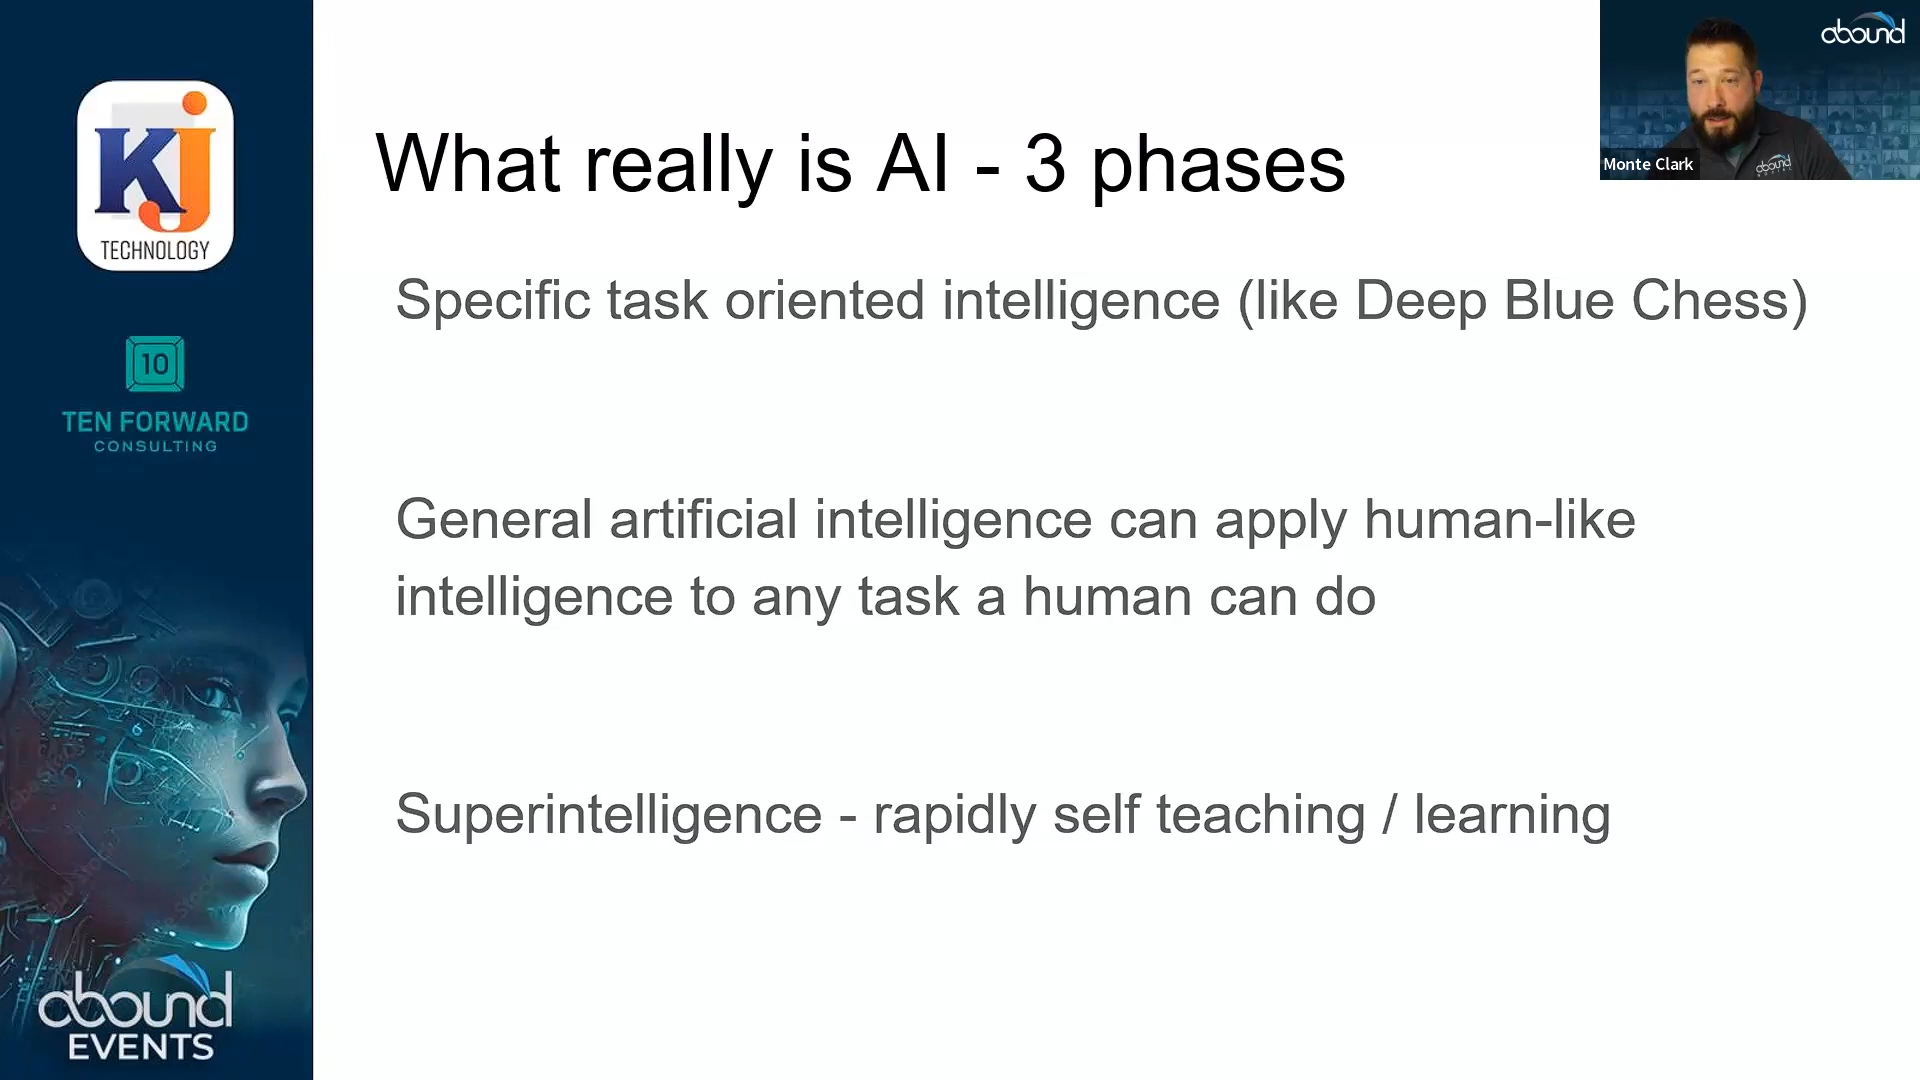 KJ
TECHNOLOGY
10
TEN FORWARD
CONSULTING
abound
EVENTS
What really is AI - 3 phases
Specific task oriented intelligence (like Deep Blue Chess)
General artificial intelligence can apply human-like
intelligence to any task a human can do
Superintelligence - rapidly self teaching / learning
abound
abound
Monte Clark